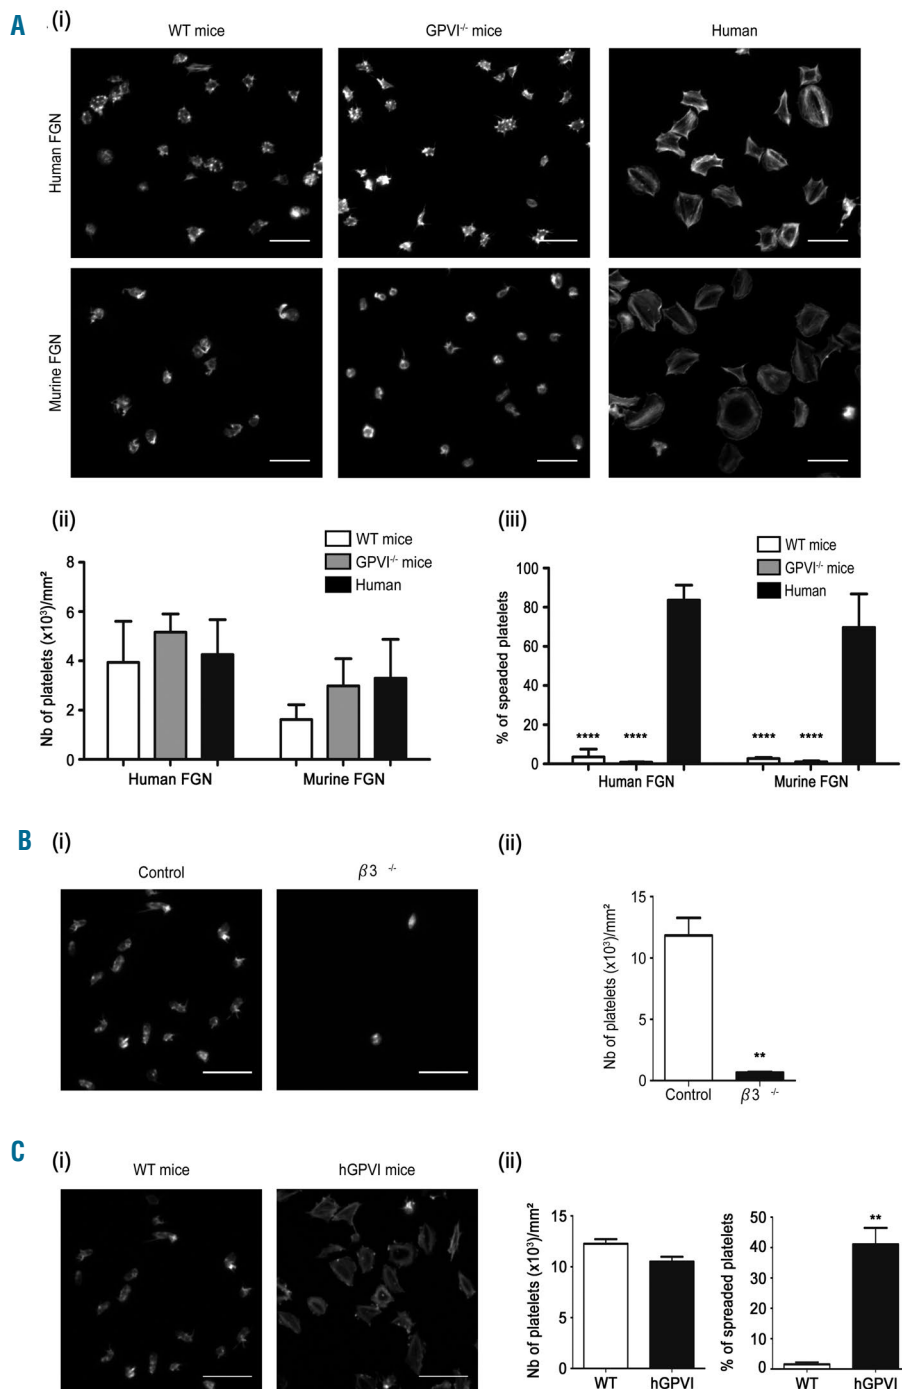 A (i)
WT mice GPVI-/- mice Human
Human FGN
Murine FGN
(ii)
WT mice
GPVI-/- mice
Human
Nb of platelets (x10³)/mm²
8
6
4
2
0
Human FGN Murine FGN
(iii)
WT mice
GPVI-/- mice
Human
% of speaded platelets
100
80
60
40
20
0
**** **** **** ****
Human FGN Murine FGN
B (i)
Control β3 -/-
(ii)
Nb of platelets (x10³)/mm²
15
10
5
0
**
Control β3 -/-
C (i)
WT mice hGPVI mice
(ii)
Nb of platelets (x10³)/mm²
15
10
5
0
WT hGPVI
% of spreaded platelets
50
40
30
20
10
0
**
WT hGPVI